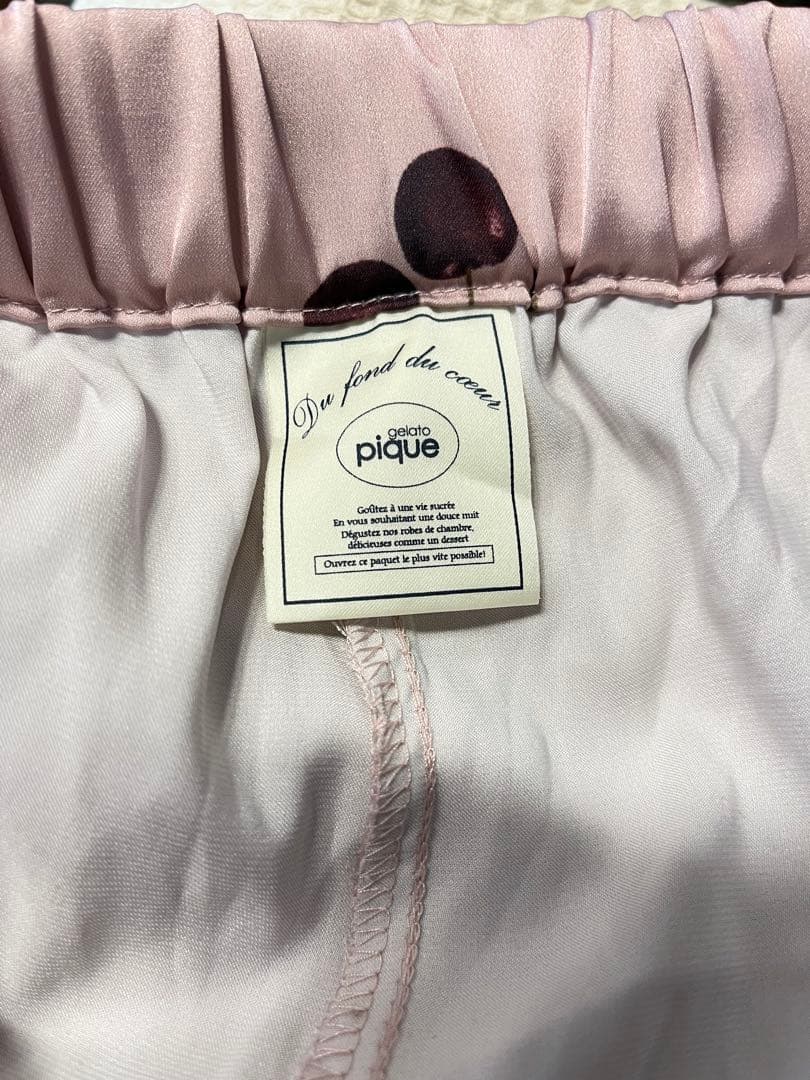 Du fond du cœur
gelato
pique
Goûtez à une vie sucrée
En vous souhaitant une douce nuit
Dégustez nos robes de chambre,
délicieuses comme un dessert
Ouvrez ce paquet le plus vite possible!